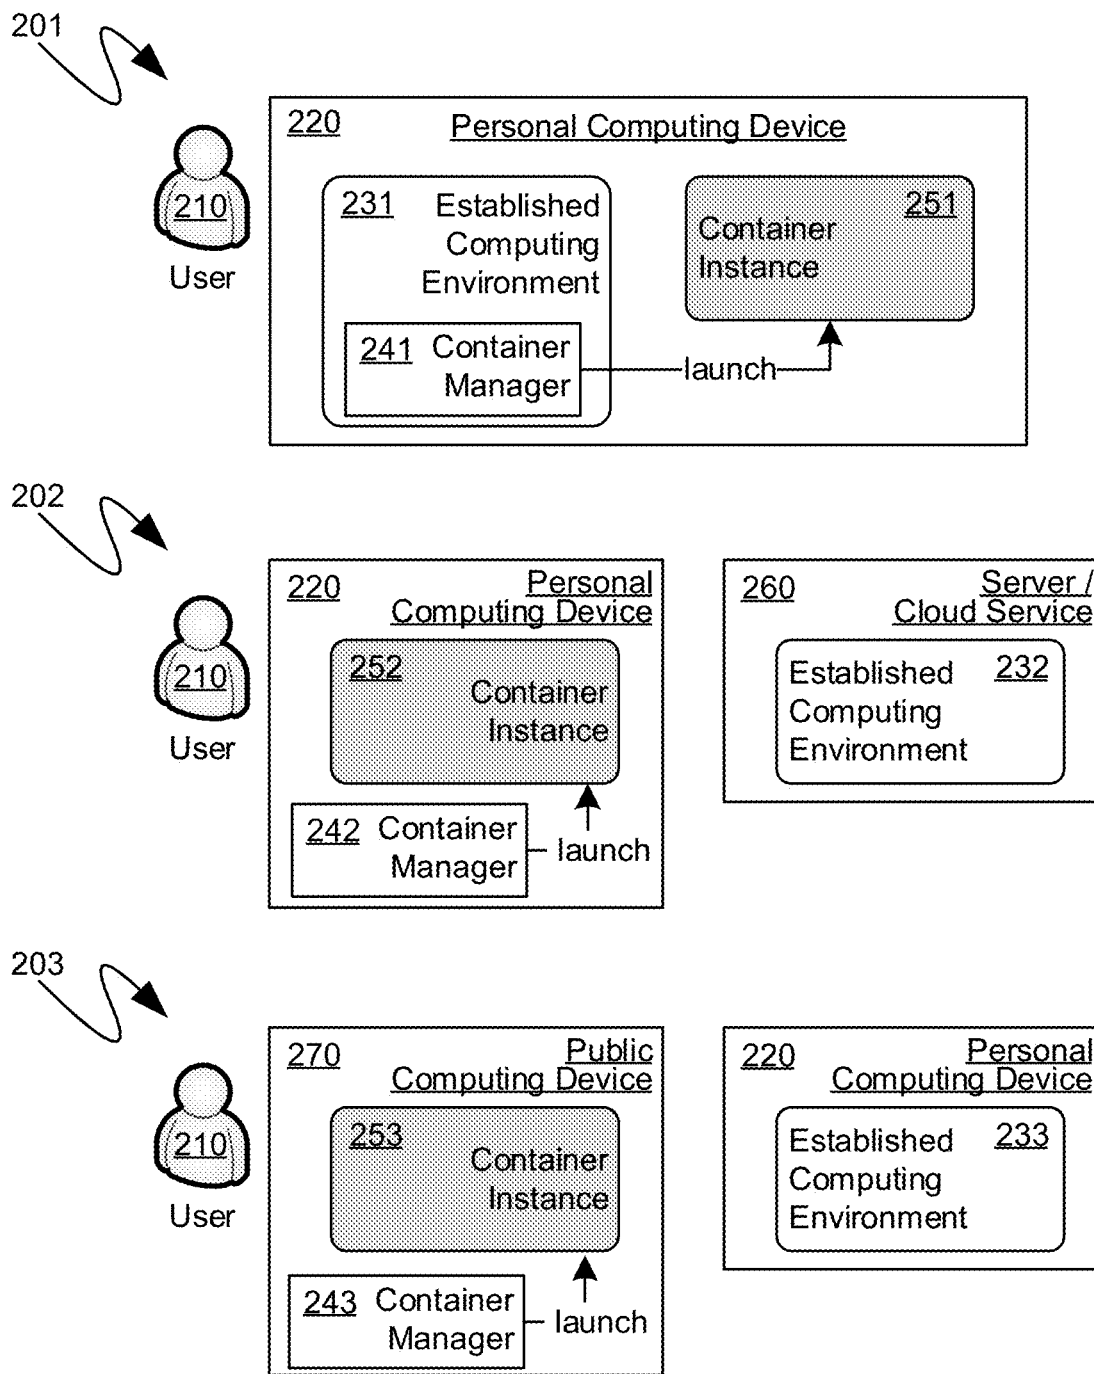 201
220 Personal Computing Device
210
User
231 Established
Computing
Environment
251
Container
Instance
241 Container
Manager
launch
202
220 Personal
Computing Device
210
User
252
Container
Instance
242 Container
Manager
launch
260 Server /
Cloud Service
Established 232
Computing
Environment
203
270 Public
Computing Device
210
User
253
Container
Instance
243 Container
Manager
launch
220 Personal
Computing Device
Established 233
Computing
Environment